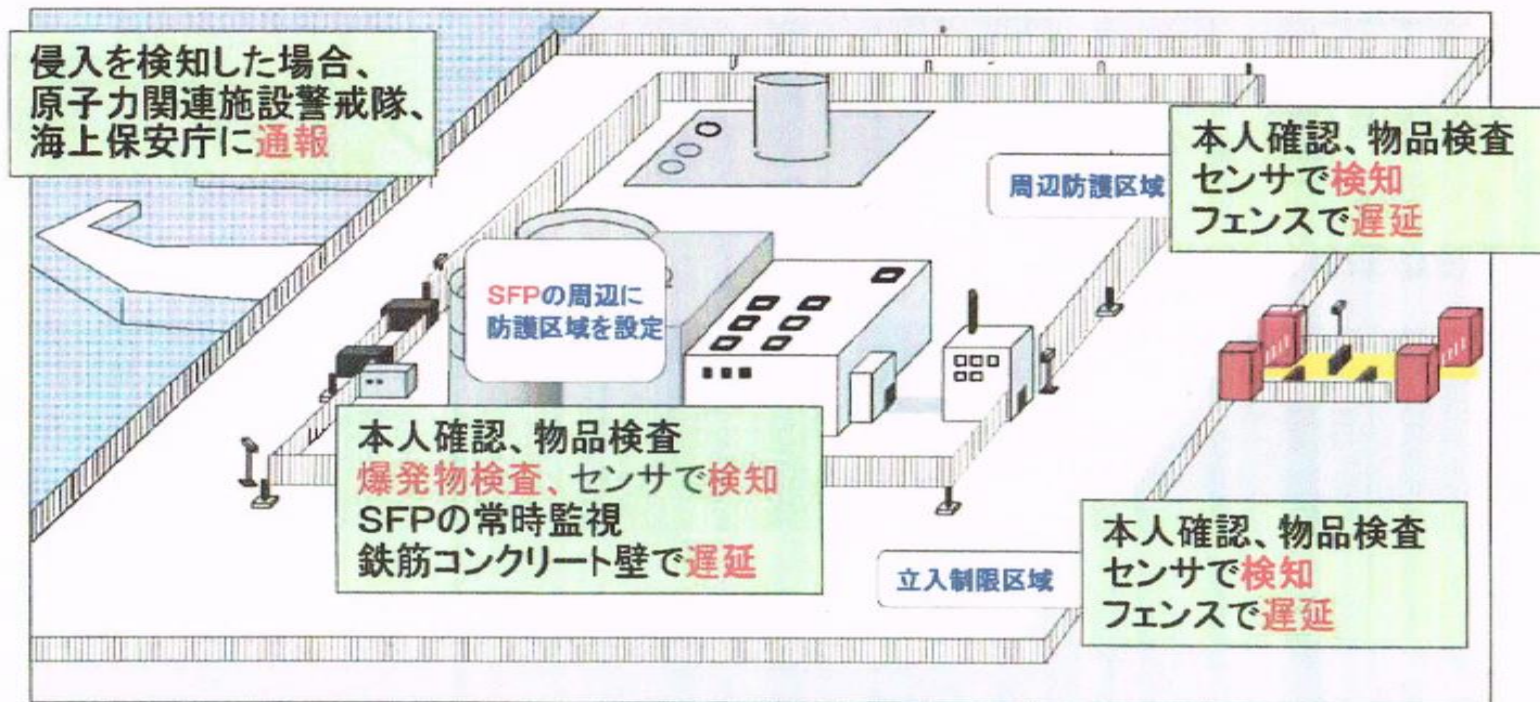 侵入を検知した場合、
原子力関連施設警戒隊、
海上保安庁に通報
本人確認、物品検査
センサで検知
フェンスで遅延
周辺防護区域
SFPの周辺に
防護区域を設定
本人確認、物品検査
爆発物検査、センサで検知
SFPの常時監視
鉄筋コンクリート壁で遅延
立入制限区域
本人確認、物品検査
センサで検知
フェンスで遅延